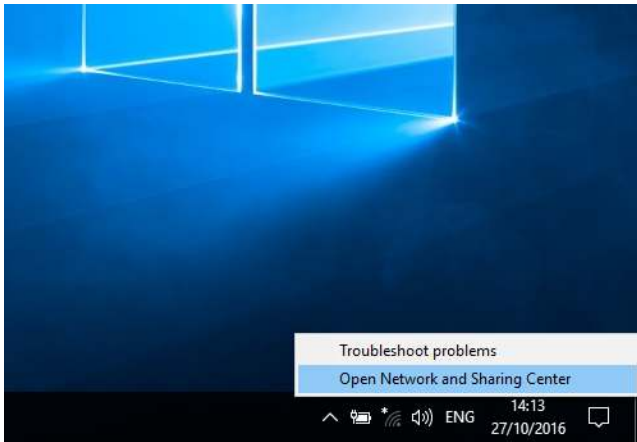 Troubleshoot problems
Open Network and Sharing Center
ENG
14:13
27/10/2016